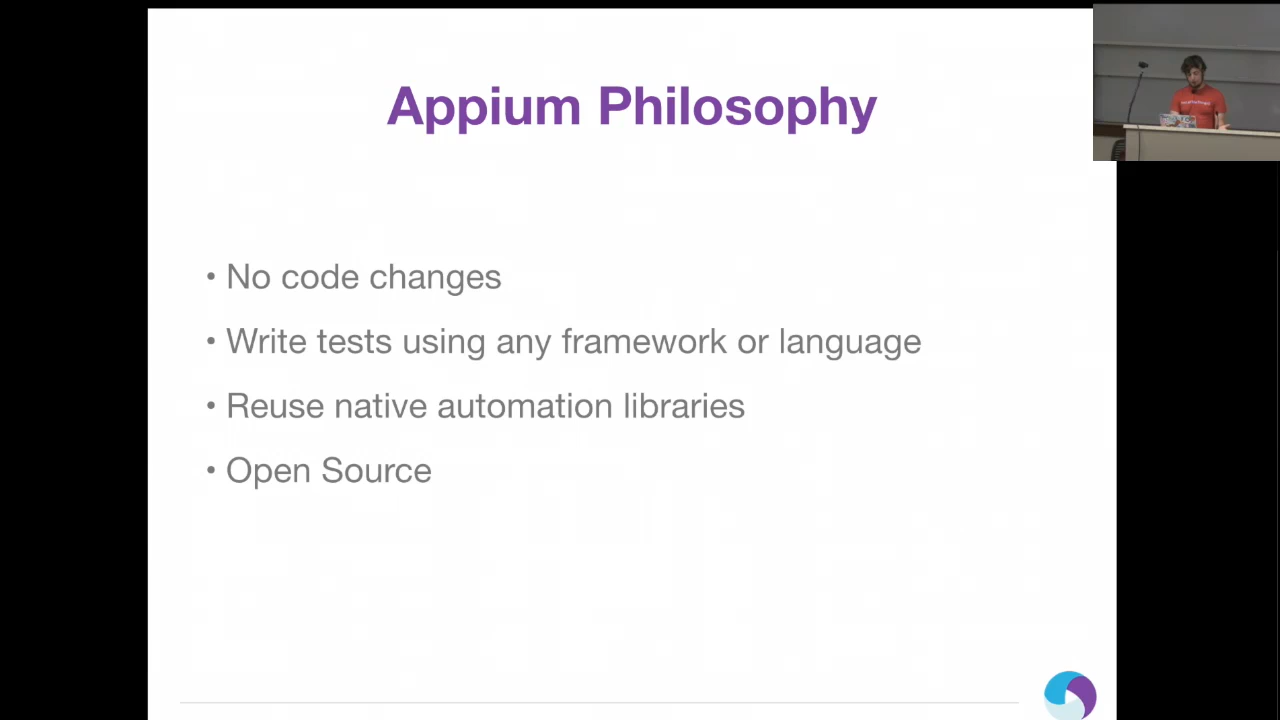 Appium Philosophy
• No code changes
• Write tests using any framework or language
• Reuse native automation libraries
• Open Source